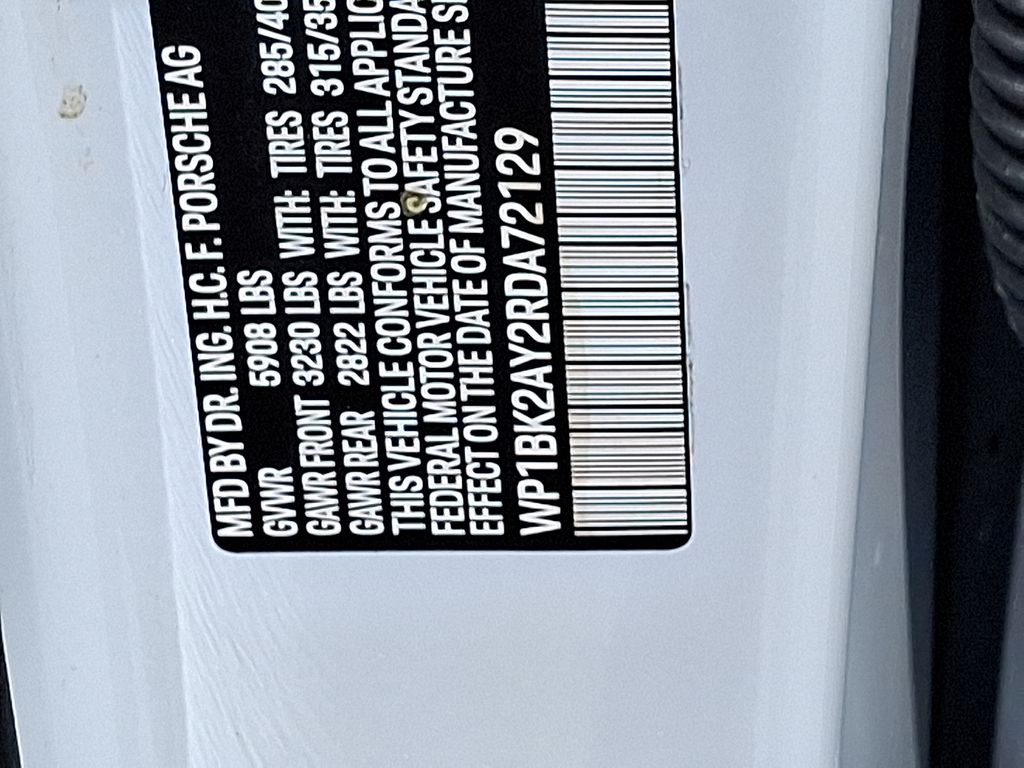 MFD BY DR. ING. H.C. F. PORSCHE AG
GVWR 5908 LBS
GAWR FRONT 3230 LBS WITH: TIRES 285/40
GAWR REAR 2822 LBS WITH: TIRES 315/35
THIS VEHICLE CONFORMS TO ALL APPLIC
FEDERAL MOTOR VEHICLE SAFETY STANDA
EFFECT ON THE DATE OF MANUFACTURE S
WP1BK2AY2RDA72129